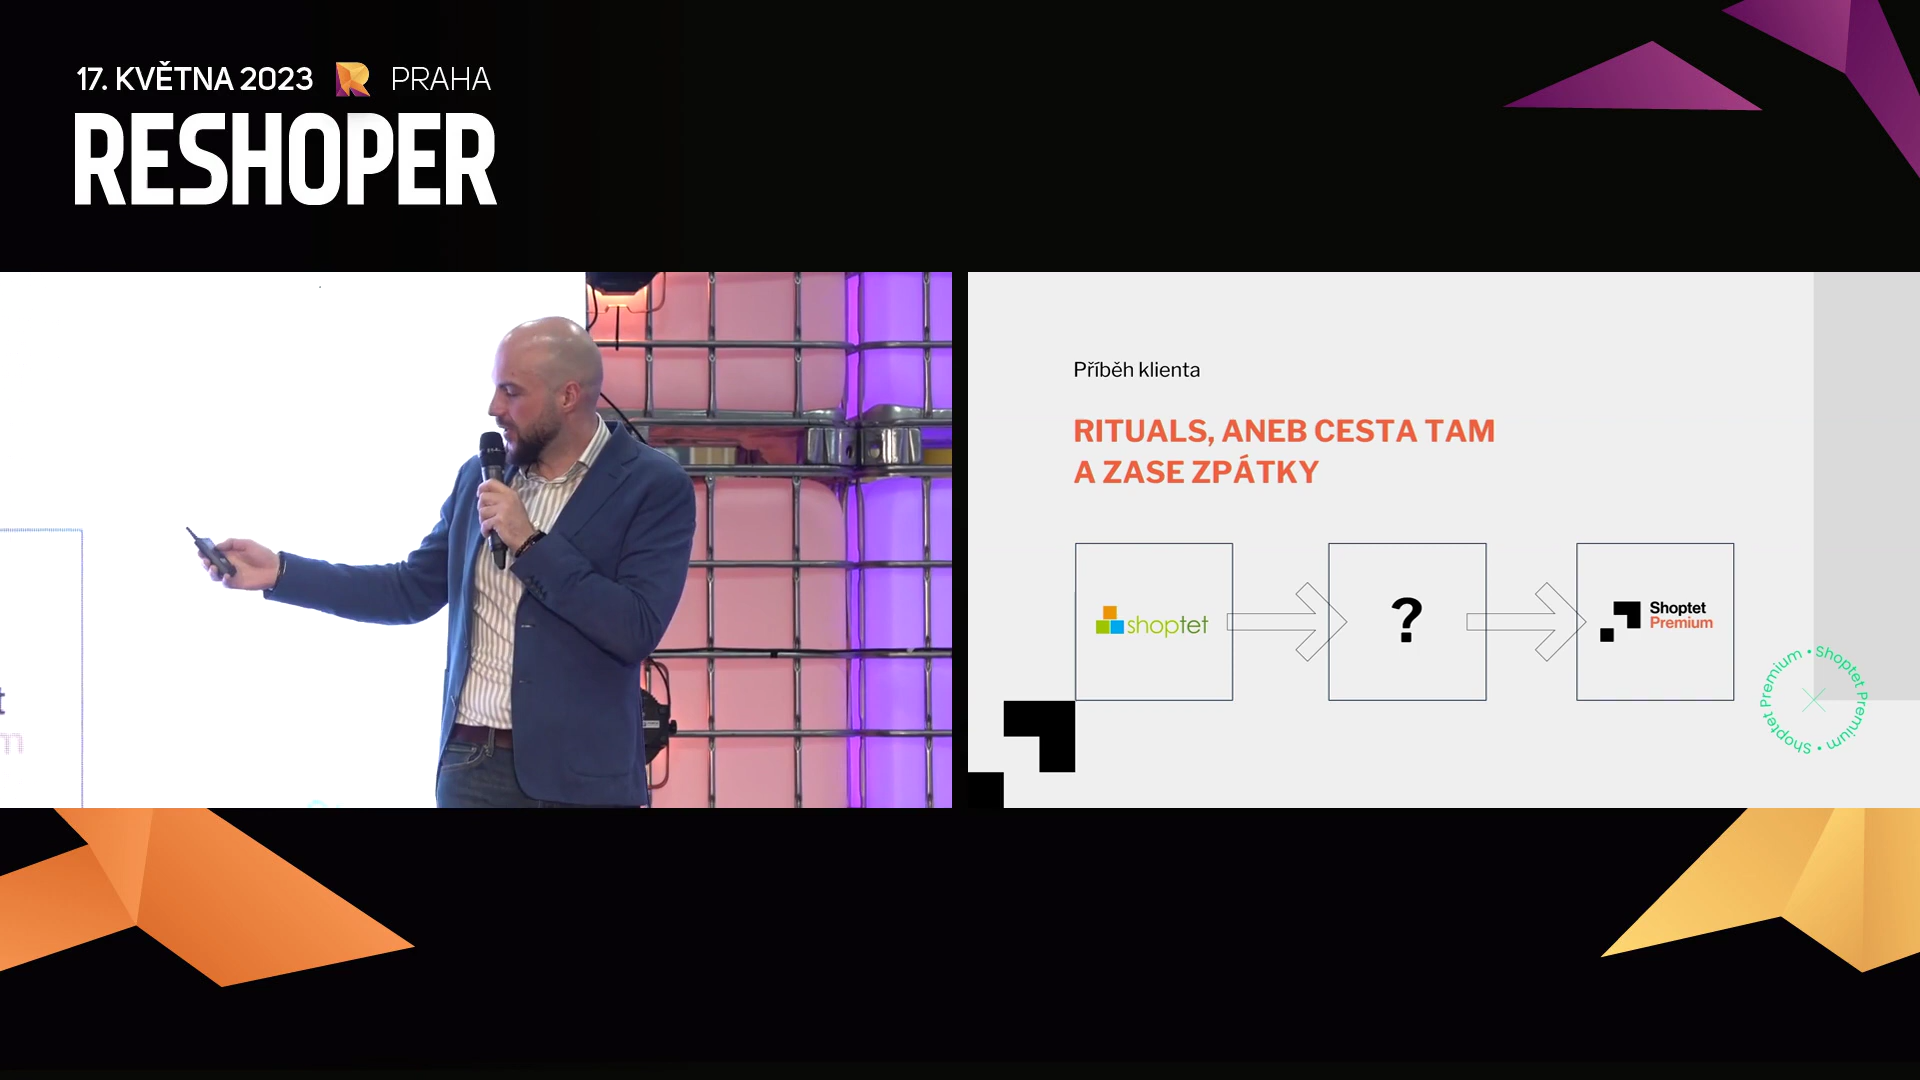 17. KVĚTNA 2023 PRAHA
RESHOPER
Příběh klienta
RITUALS, ANEB CESTA TAM
A ZASE ZPÁTKY
shoptet
?
Shoptet
Premium
Shoptet Premium • Shoptet Premium •